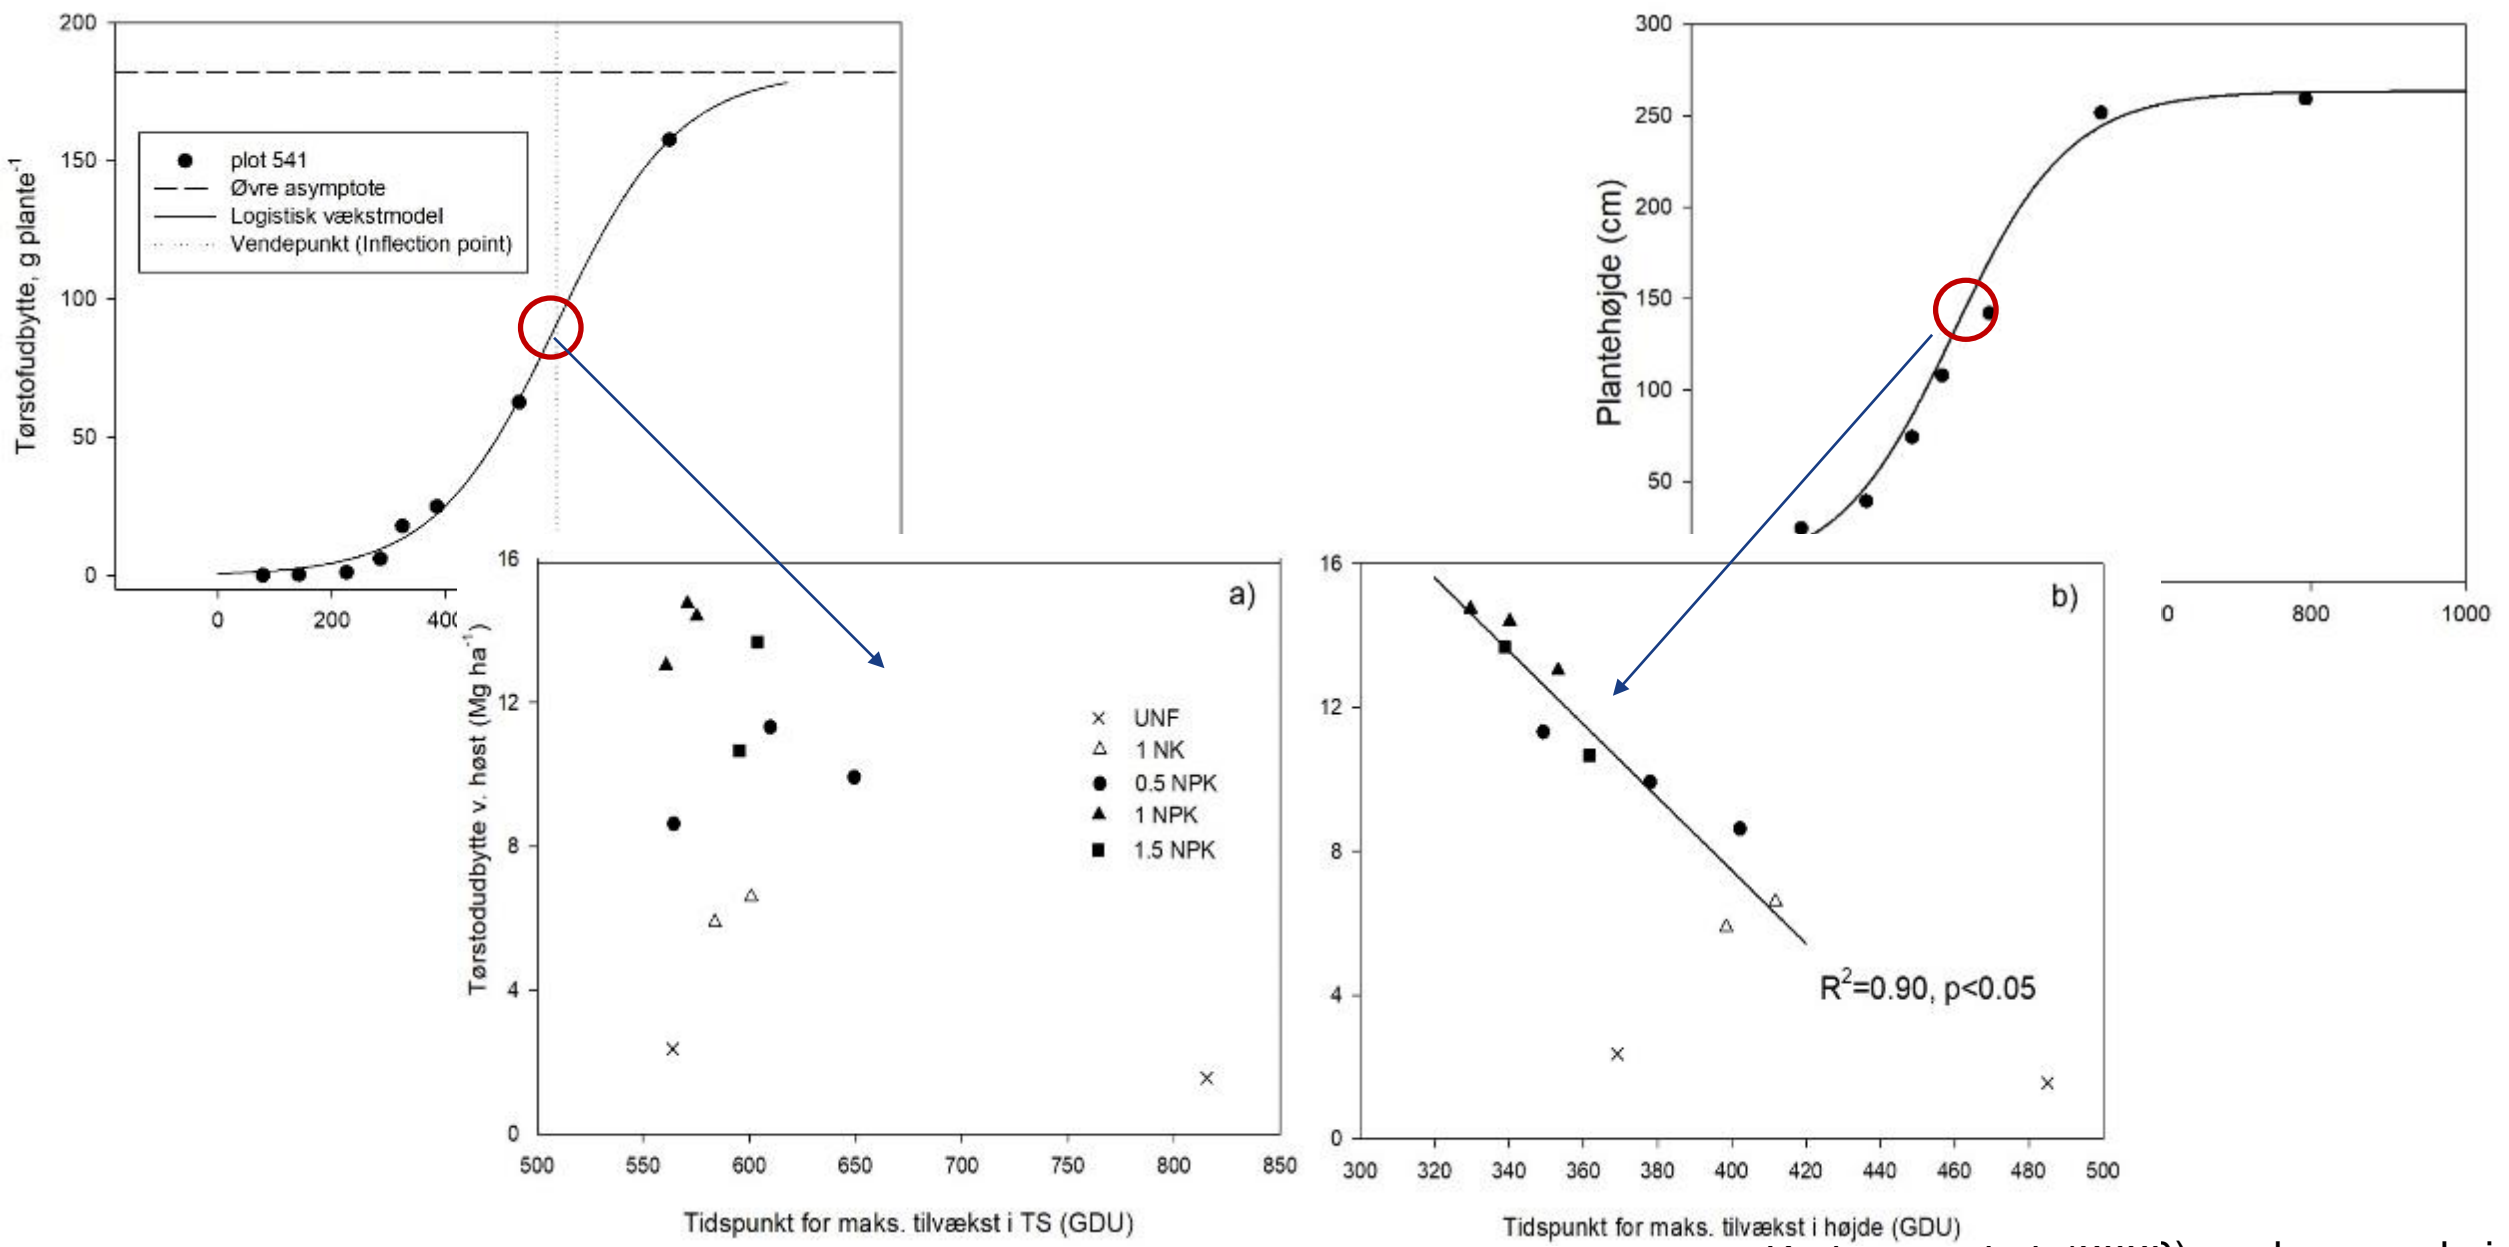 200
150
100
50
0
0 200 400
Tørstofudbytte, g plante⁻¹
plot 541
Øvre asymptote
Logistisk vækstmodel
Vendepunkt (Inflection point)
300
250
200
150
100
50
0 800 1000
Plantehøjde (cm)
a)
16
12
8
4
0
500 550 600 650 700 750 800 850
Tørstodudbytte v. høst (Mg ha⁻¹)
UNF
1 NK
0.5 NPK
1 NPK
1.5 NPK
Tidspunkt for maks. tilvækst i TS (GDU)
b)
16
12
8
4
0
300 320 340 360 380 400 420 440 460 480 500
R²=0.90, p<0.05
Tidspunkt for maks. tilvækst i højde (GDU)